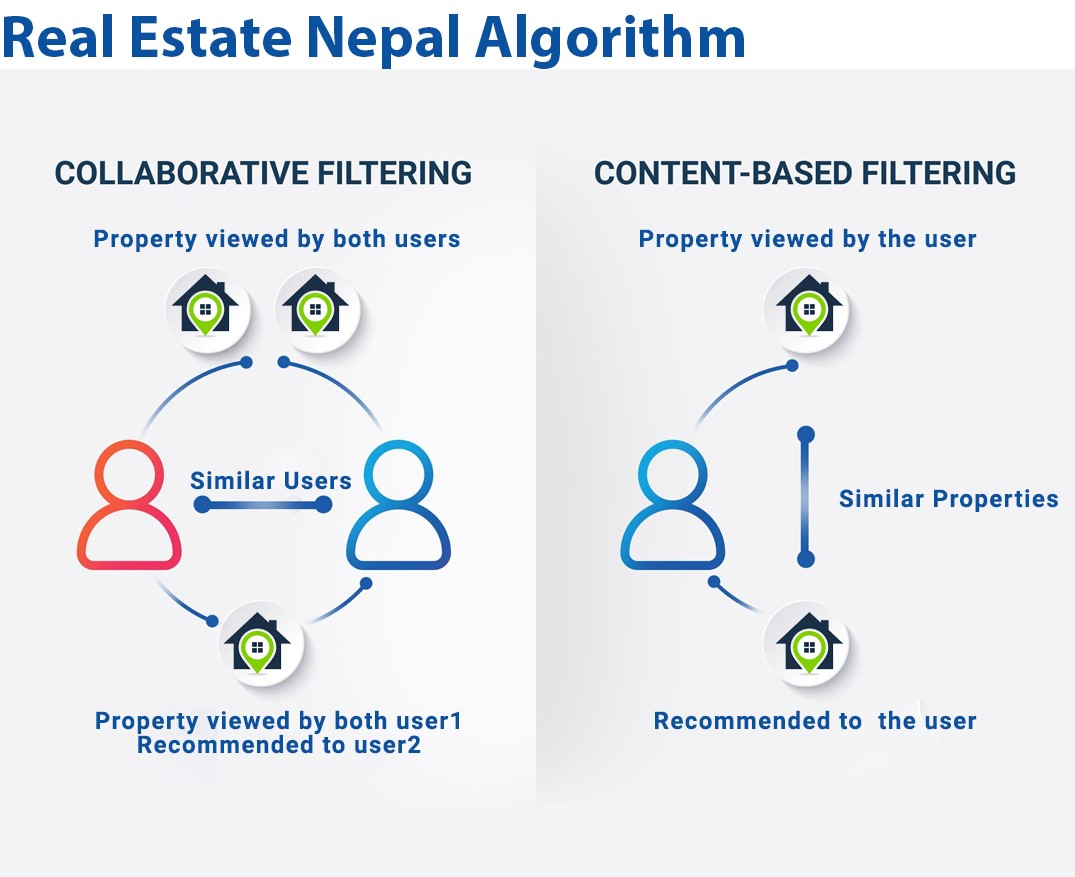 Real Estate Nepal Algorithm
COLLABORATIVE FILTERING
Property viewed by both users
Similar Users
Property viewed by both user1
Recommended to user2
CONTENT-BASED FILTERING
Property viewed by the user
Similar Properties
Recommended to  the user